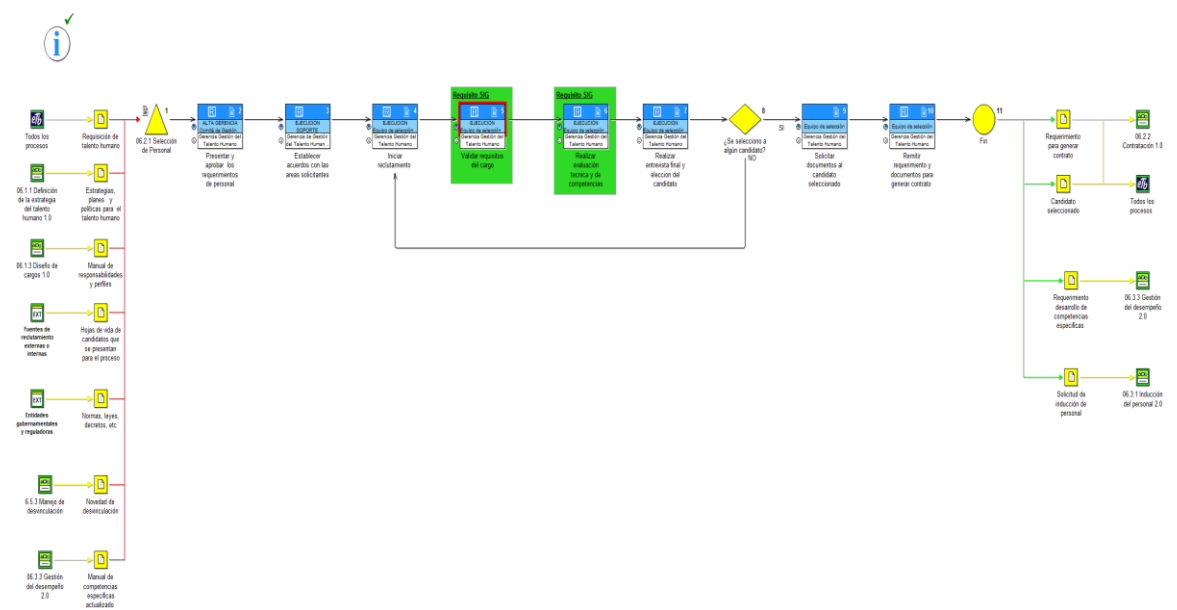 i
etb
Todos los
procesos
Requisición de
talento humano
INP
1
06.2.1 Selección
de Personal
2
ALTA GERENCIA
Comité de Gestión ...
Gerencia Gestión del
Talento Humano
Presentar y
aprobar los
requerimentos
de personal
3
EJECUCIÓN
SOPORTE
Gerencia Gestión
del Talento Human...
Establecer
acuerdos con las
areas solicitantes
4
EJECUCIÓN
Equipo de selección...
Gerencia Gestión del
Talento Humano
Iniciar
reclutamiento
Requisito SIG
5
EJECUCIÓN
Equipo de selección...
Gerencia Gestión del
Talento Humano
Validar requisitos
del cargo
Requisito SIG
6
EJECUCIÓN
Equipo de selección...
Gerencia Gestión del
Talento Humano
Realizar
evaluación
tecnica y de
competencias
7
EJECUCIÓN
Equipo de selección...
Gerencia Gestión del
Talento Humano
Realizar
entrevista final y
eleccion del
candidato
8
¿Se selecciono a
algún candidato?
SI
NO
9
Equipo de selección
Gerencia Gestión del
Talento Humano
Solicitar
documentos al
candidato
seleccionado
10
Equipo de selección
Gerencia Gestión del
Talento Humano
Remitir
requerimiento y
documentos para
generar contrato
11
Fin
Requerimiento
para generar
contrato
06.2.2
Contratación 1.0
Candidato
seleccionado
etb
Todos los
procesos
Requerimiento
desarrollo de
competencias
específicas
06.3.3 Gestión
del desempeño
2.0
Solicitud de
inducción de
personal
06.3.1 Inducción
del personal 2.0
06.1.1 Definición
de la estrategia
del talento
humano 1.0
Estrategias,
planes y
políticas para el
talento humano
06.1.3 Diseño de
cargos 1.0
Manual de
responsabilidades
y perfiles
EXT
Fuentes de
reclutamiento
externas o
internas
Hojas de vida de
candidatos que
se presentan
para el proceso
EXT
Entidades
gubernamentales
y reguladoras
Normas, leyes,
decretos, etc
6.5.3 Manejo de
desvinculación
Novedad de
desvinculación
06.3.3 Gestión
del desempeño
2.0
Manual de
competencias
especificas
actualizado